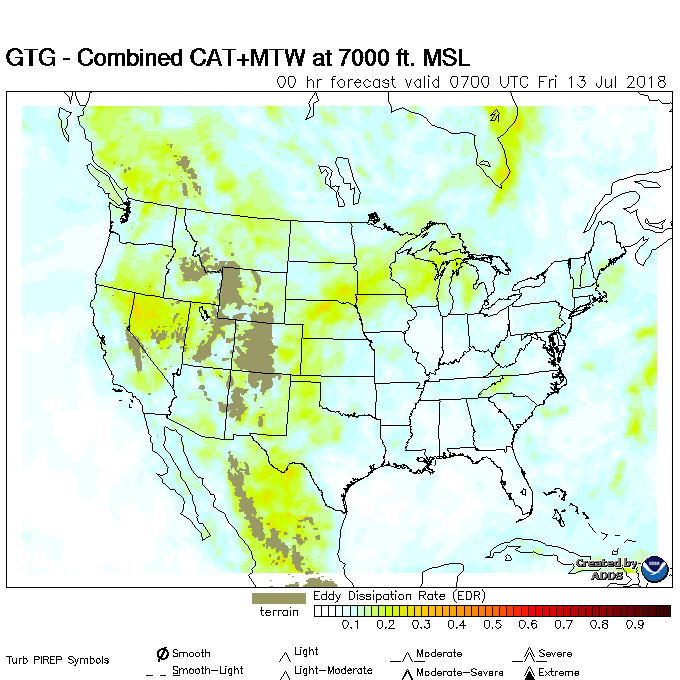 GTG - Combined CAT+MTW at 7000 ft. MSL
00 hr forecast valid 0700 UTC Fri 13 Jul 2018
Created by
ADDS
NOAA
Eddy Dissipation Rate (EDR)
terrain
0.1 0.2 0.3 0.4 0.5 0.6 0.7 0.8 0.9
Turb PIREP Symbols
Smooth Light Moderate Severe
Smooth-Light Light-Moderate Moderate-Severe Extreme